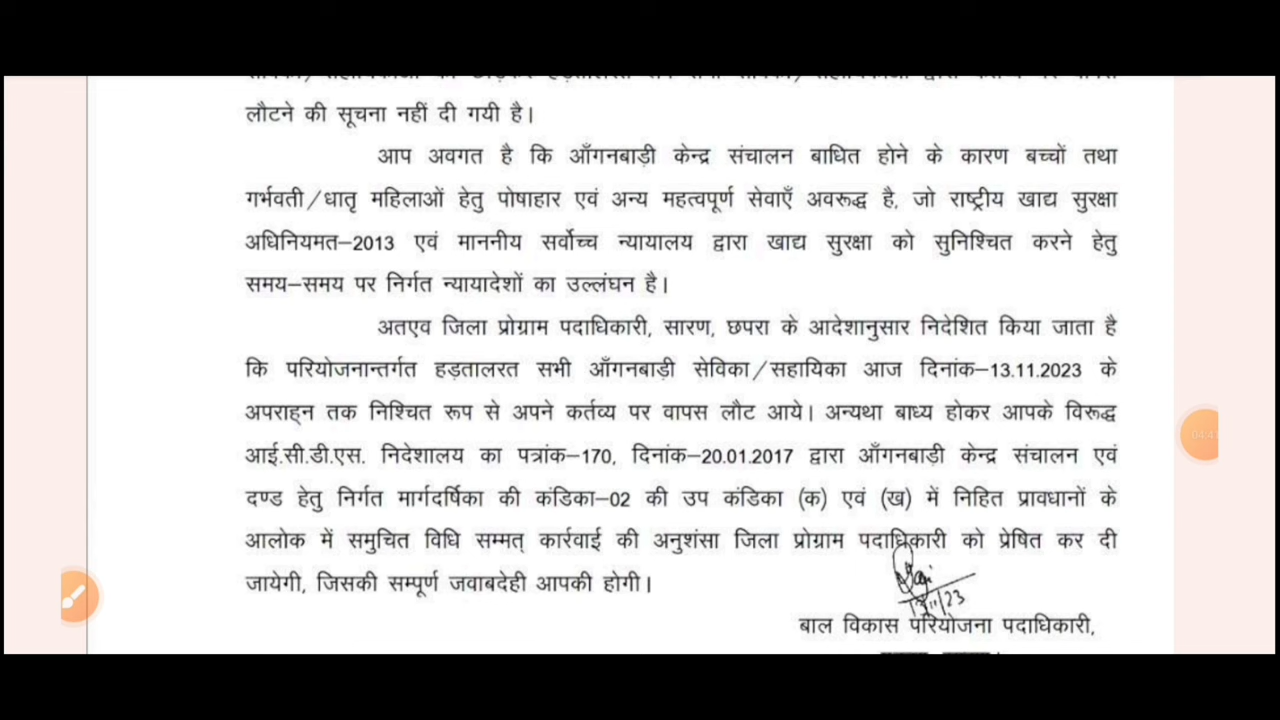 लौटने की सूचना नहीं दी गयी है।
आप अवगत है कि आँगनबाड़ी केन्द्र संचालन बाधित होने के कारण बच्चों तथा
गर्भवती/धातृ महिलाओं हेतु पोषाहार एवं अन्य महत्वपूर्ण सेवाएँ अवरूद्ध है, जो राष्ट्रीय खाद्य सुरक्षा
अधिनियमत–2013 एवं माननीय सर्वोच्च न्यायालय द्वारा खाद्य सुरक्षा को सुनिश्चित करने हेतु
समय–समय पर निर्गत न्यायादेशों का उल्लंघन है।
अतएव जिला प्रोग्राम पदाधिकारी, सारण, छपरा के आदेशानुसार निदेशित किया जाता है
कि परियोजनान्तर्गत हड़तालरत सभी आँगनबाड़ी सेविका/सहायिका आज दिनांक–13.11.2023 के
अपराह्न तक निश्चित रूप से अपने कर्तव्य पर वापस लौट आये। अन्यथा बाध्य होकर आपके विरूद्ध
आई.सी.डी.एस. निदेशालय का पत्रांक–170, दिनांक–20.01.2017 द्वारा आँगनबाड़ी केन्द्र संचालन एवं
दण्ड हेतु निर्गत मार्गदर्षिका की कंडिका–02 की उप कंडिका (क) एवं (ख) में निहित प्रावधानों के
आलोक में समुचित विधि सम्मत् कार्रवाई की अनुशंसा जिला प्रोग्राम पदाधिकारी को प्रेषित कर दी
जायेगी, जिसकी सम्पूर्ण जवाबदेही आपकी होगी।
13/11/23
बाल विकास परियोजना पदाधिकारी,
04:41